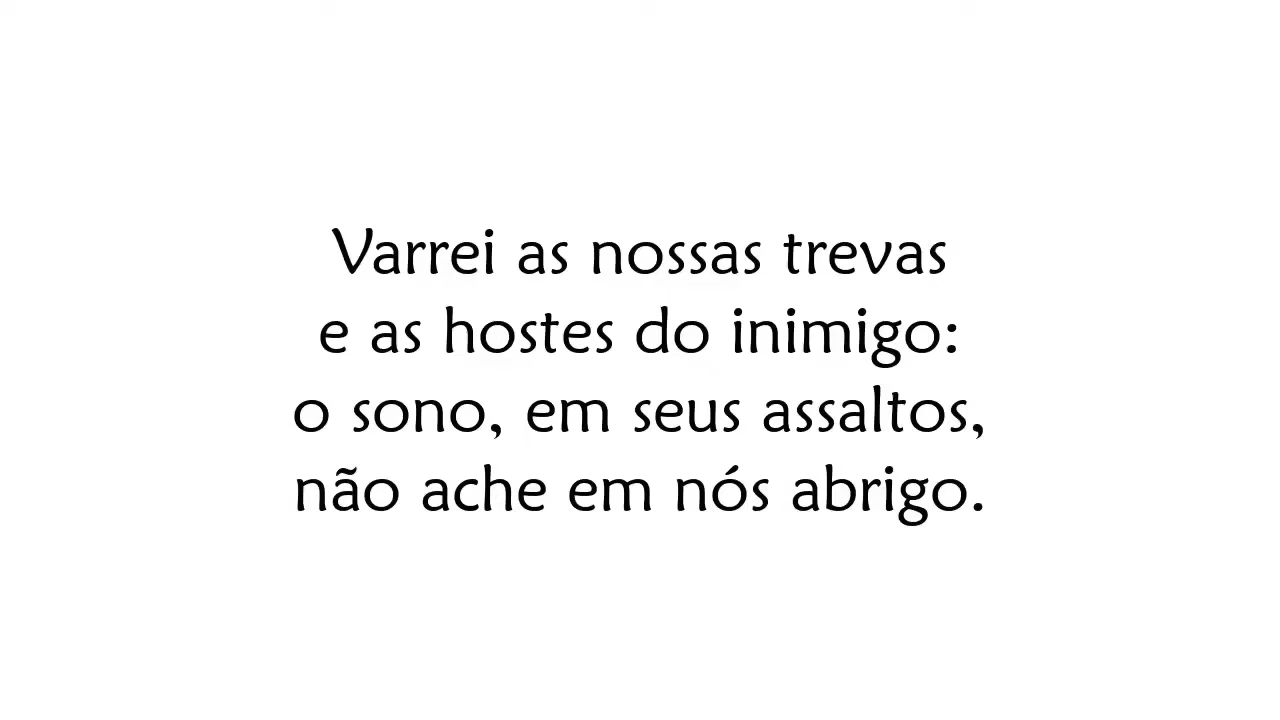 Varrei as nossas trevas
e as hostes do inimigo:
o sono, em seus assaltos,
não ache em nós abrigo.